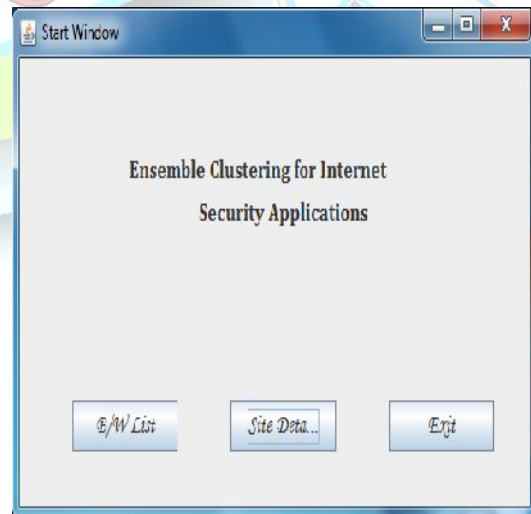 Start Window
Ensemble Clustering for Internet
Security Applications
B/W List
Site Deta...
Exit